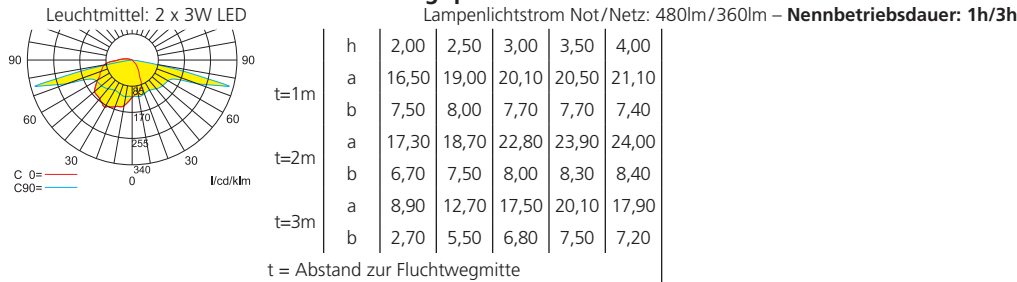 Leuchtmittel: 2 x 3W LED
Lampenlichtstrom Not/Netz: 480lm/360lm – Nennbetriebsdauer: 1h/3h
90 90
60 60
30 30
85
170
255
340
0
C 0=
C90=
I/cd/klm
h 2,00 2,50 3,00 3,50 4,00
t=1m
a 16,50 19,00 20,10 20,50 21,10
b 7,50 8,00 7,70 7,70 7,40
t=2m
a 17,30 18,70 22,80 23,90 24,00
b 6,70 7,50 8,00 8,30 8,40
t=3m
a 8,90 12,70 17,50 20,10 17,90
b 2,70 5,50 6,80 7,50 7,20
t = Abstand zur Fluchtwegmitte